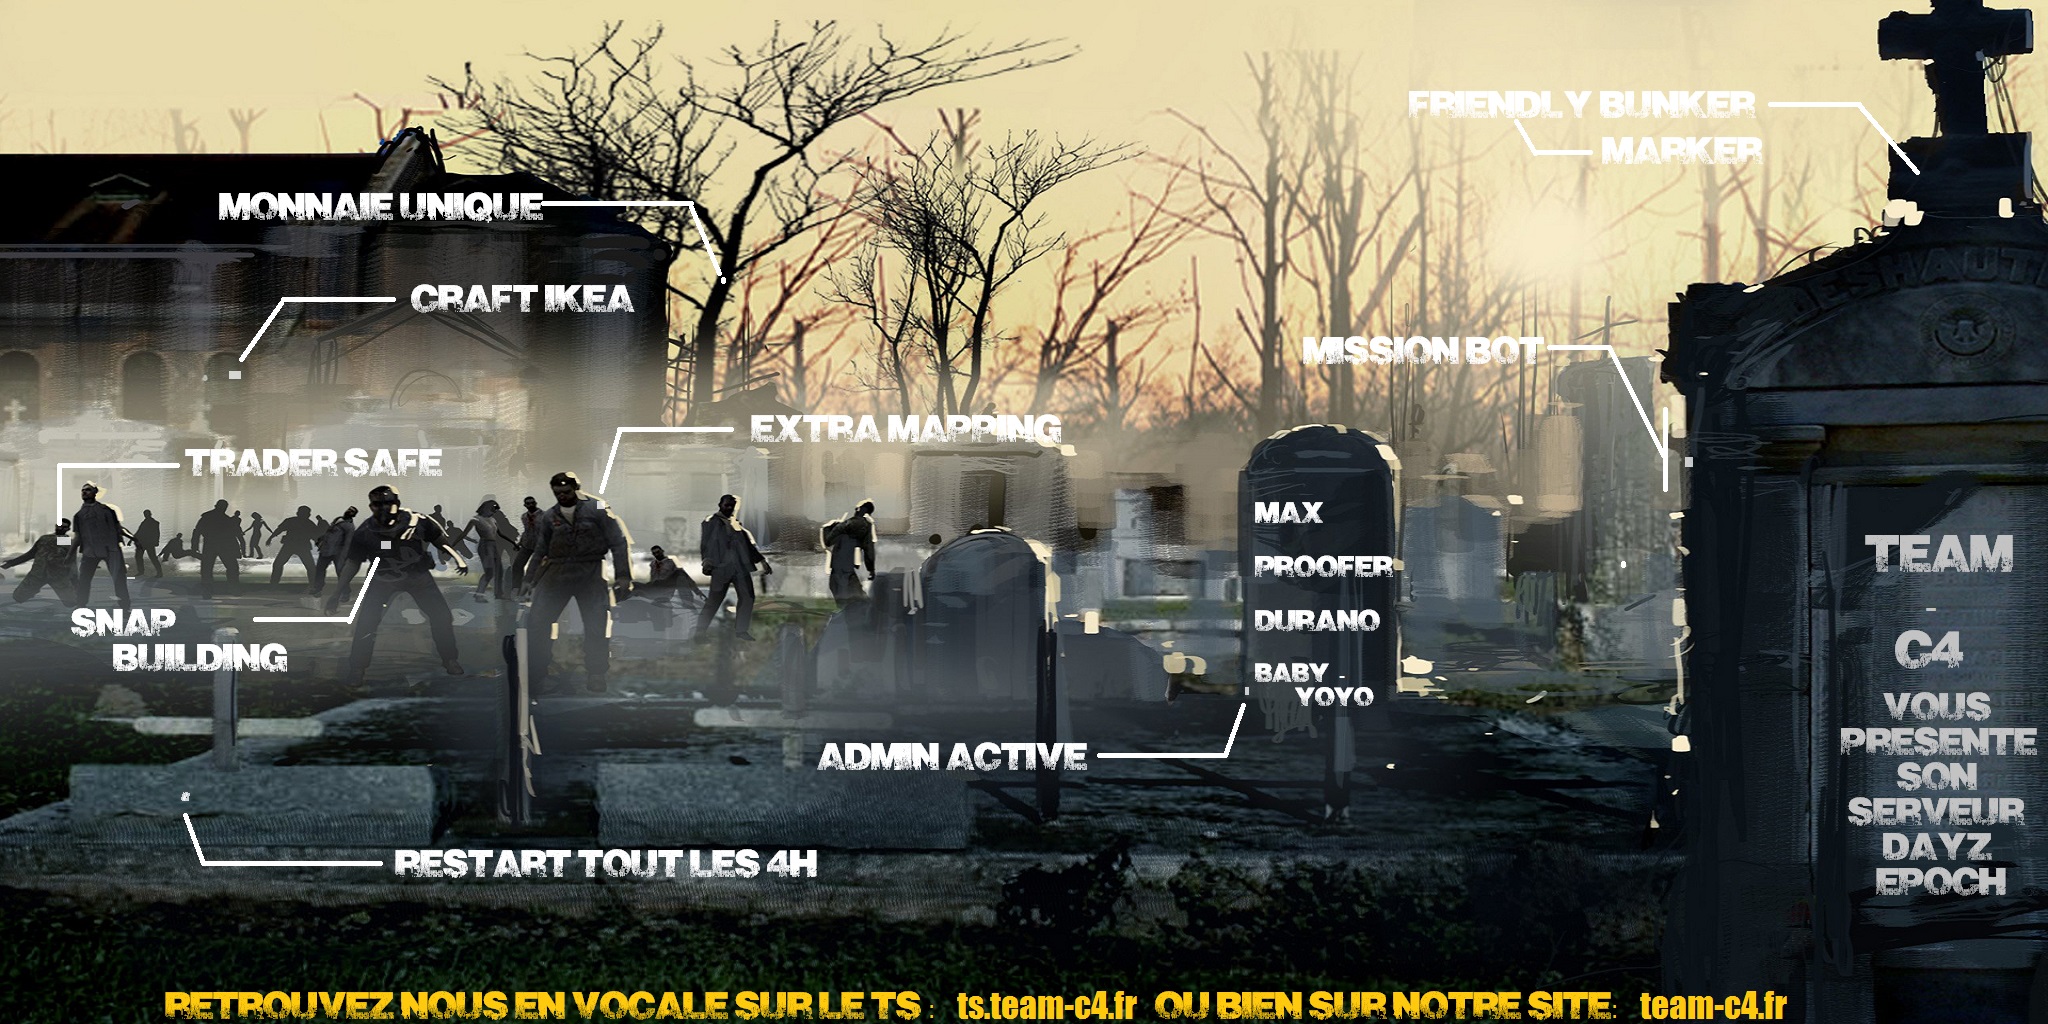 FRIENDLY BUNKER
MARKER
MONNAIE UNIQUE
CRAFT IKEA
MISSION BOT
EXTRA MAPPING
TRADER SAFE
MAX
PROOFER
DURANO
BABY -
YOYO
SNAP
BUILDING
ADMIN ACTIVE
RESTART TOUT LES 4H
TEAM
-
C4
VOUS
PRESENTE
SON
SERVEUR
DAYZ
EPOCH
RETROUVEZ NOUS EN VOCALE SUR LE TS : ts.team-c4.fr OU BIEN SUR NOTRE SITE: team-c4.fr